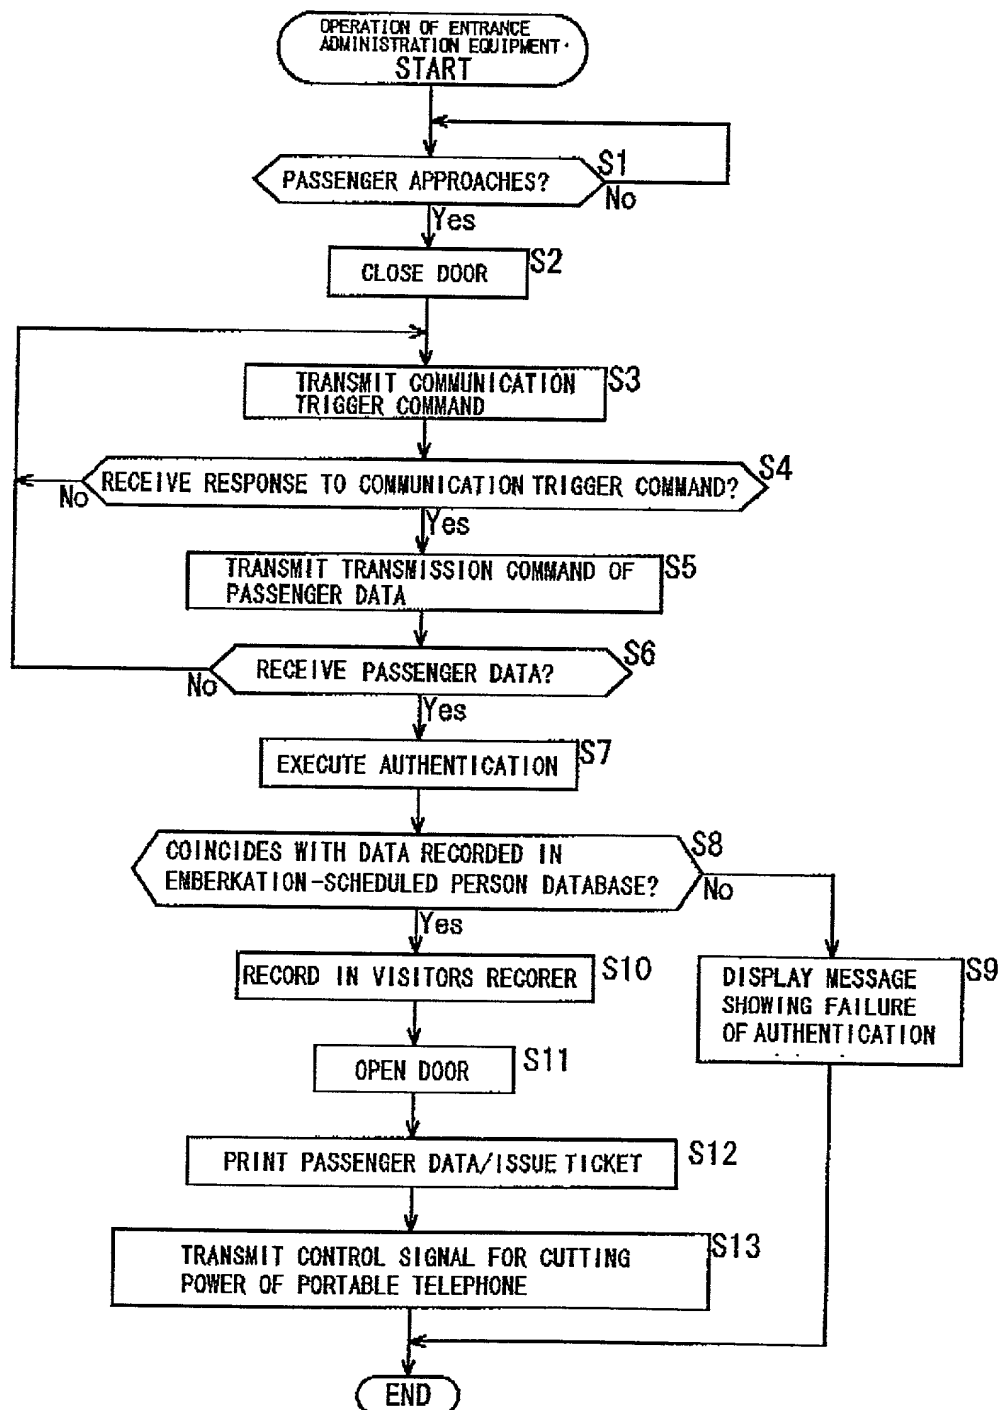 OPERATION OF ENTRANCE
ADMINISTRATION EQUIPMENT
START
PASSENGER APPROACHES?
S1
No
Yes
CLOSE DOOR
S2
TRANSMIT COMMUNICATION
TRIGGER COMMAND
S3
RECEIVE RESPONSE TO COMMUNICATION TRIGGER COMMAND?
S4
No
Yes
TRANSMIT TRANSMISSION COMMAND OF
PASSENGER DATA
S5
RECEIVE PASSENGER DATA?
S6
No
Yes
EXECUTE AUTHENTICATION
S7
COINCIDES WITH DATA RECORDED IN
EMBERKATION-SCHEDULED PERSON DATABASE?
S8
No
Yes
RECORD IN VISITORS RECORER
S10
DISPLAY MESSAGE
SHOWING FAILURE
OF AUTHENTICATION
S9
OPEN DOOR
S11
PRINT PASSENGER DATA/ISSUE TICKET
S12
TRANSMIT CONTROL SIGNAL FOR CUTTING
POWER OF PORTABLE TELEPHONE
S13
END